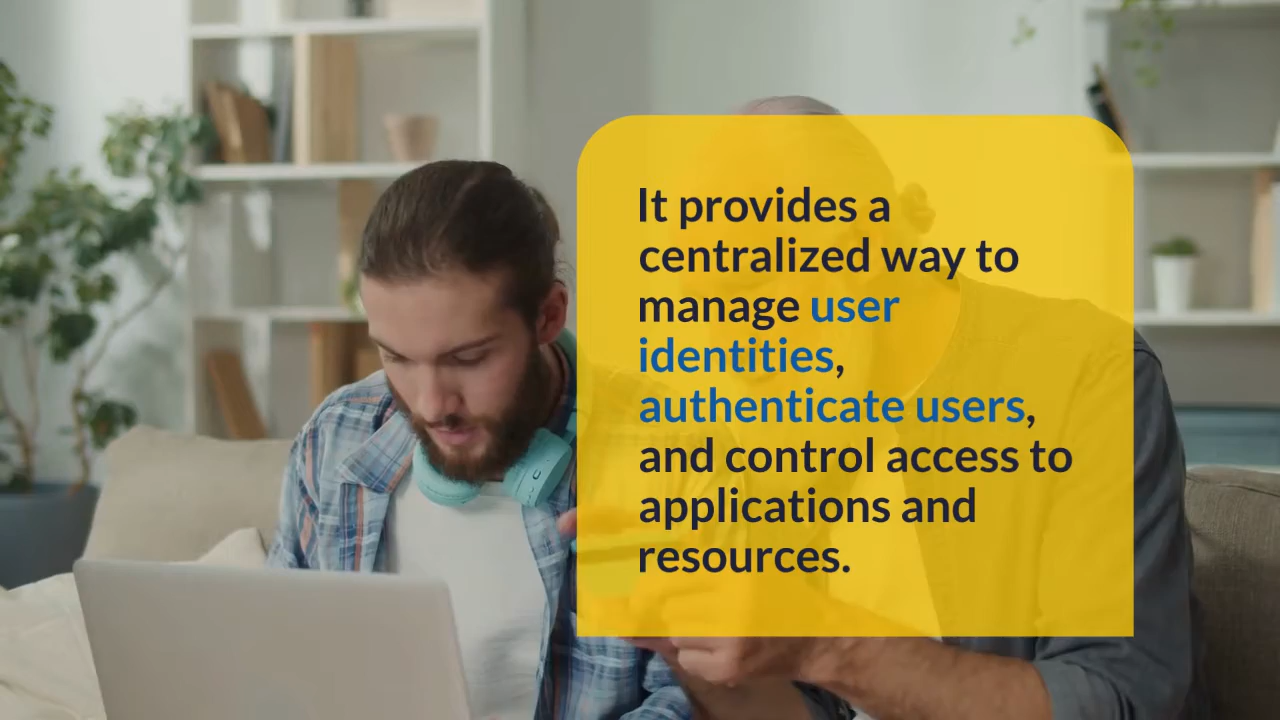 It provides a
centralized way to
manage user
identities,
authenticate users,
and control access to
applications and
resources.